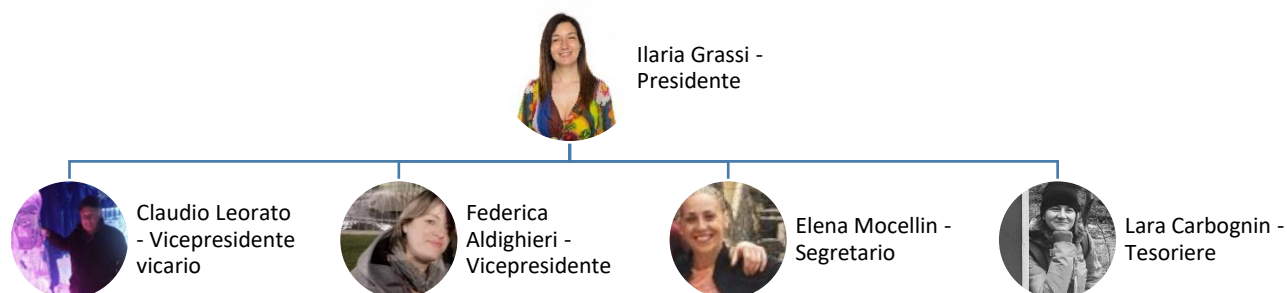 Ilaria Grassi -
Presidente
Claudio Leorato
- Vicepresidente
vicario
Federica
Aldighieri -
Vicepresidente
Elena Mocellin -
Segretario
Lara Carbognin -
Tesoriere